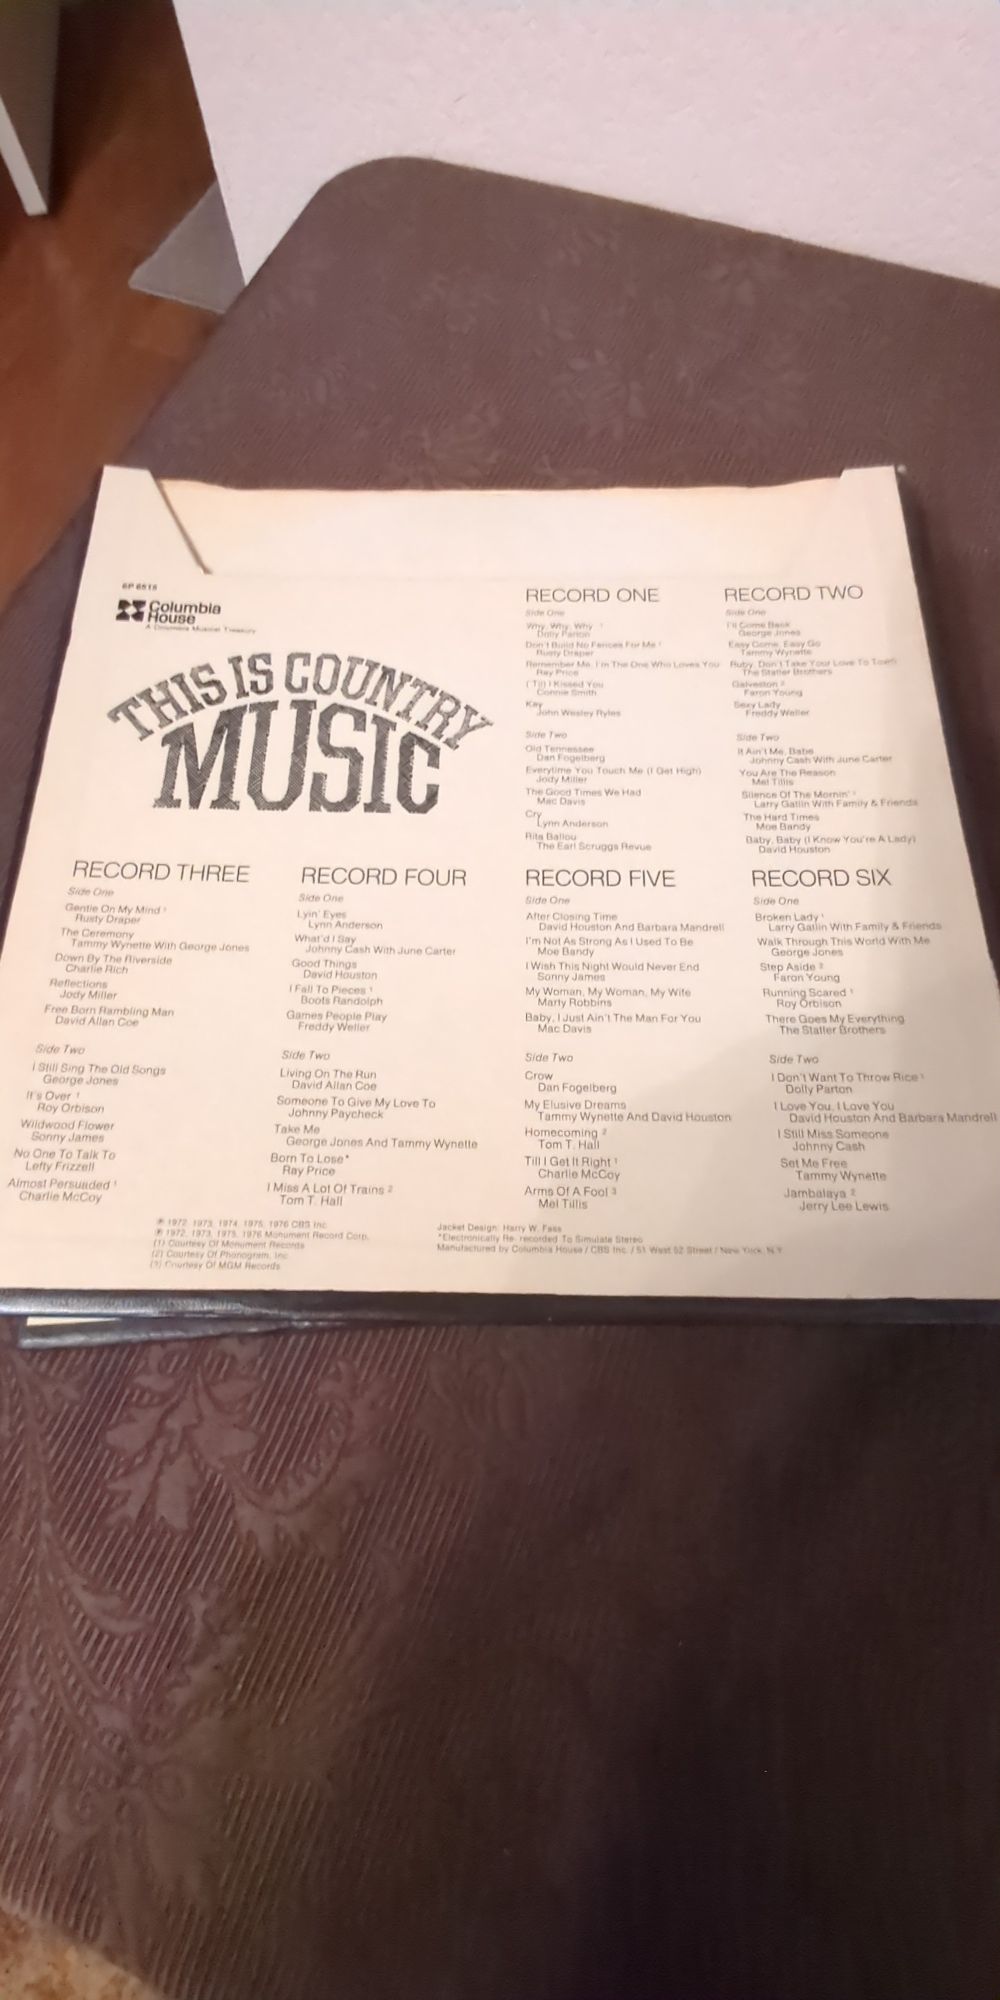 6P 6515
Columbia
House
A Columbia Musical Treasury
THIS IS COUNTRY
MUSIC
RECORD ONE
Side One
Why, Why, Why ¹
Dolly Parton
Don't Build No Fences For Me ¹
Rusty Draper
Remember Me, I'm The One Who Loves You
Ray Price
('Til) I Kissed You
Connie Smith
Kay
John Wesley Ryles
Side Two
Old Tennessee
Dan Fogelberg
Everytime You Touch Me (I Get High)
Jody Miller
The Good Times We Had
Mac Davis
Cry
Lynn Anderson
Rita Ballou
The Earl Scruggs Revue
RECORD TWO
Side One
I'll Come Back
George Jones
Easy Come, Easy Go
Tammy Wynette
Ruby, Don't Take Your Love To Town
The Statler Brothers
Galveston ²
Faron Young
Sexy Lady
Freddy Weller
Side Two
It Ain't Me, Babe
Johnny Cash With June Carter
You Are The Reason
Mel Tillis
Silence Of The Mornin' ¹
Larry Gatlin With Family & Friends
The Hard Times
Moe Bandy
Baby, Baby (I Know You're A Lady)
David Houston
RECORD THREE
Side One
Gentle On My Mind ¹
Rusty Draper
The Ceremony
Tammy Wynette With George Jones
Down By The Riverside
Charlie Rich
Reflections
Jody Miller
Free Born Rambling Man
David Allan Coe
Side Two
I Still Sing The Old Songs
George Jones
It's Over ¹
Roy Orbison
Wildwood Flower
Sonny James
No One To Talk To
Lefty Frizzell
Almost Persuaded ¹
Charlie McCoy
RECORD FOUR
Side One
Lyin' Eyes
Lynn Anderson
What'd I Say
Johnny Cash With June Carter
Good Things
David Houston
I Fall To Pieces ¹
Boots Randolph
Games People Play
Freddy Weller
Side Two
Living On The Run
David Allan Coe
Someone To Give My Love To
Johnny Paycheck
Take Me
George Jones And Tammy Wynette
Born To Lose*
Ray Price
I Miss A Lot Of Trains ²
Tom T. Hall
RECORD FIVE
Side One
After Closing Time
David Houston And Barbara Mandrell
I'm Not As Strong As I Used To Be
Moe Bandy
I Wish This Night Would Never End
Sonny James
My Woman, My Woman, My Wife
Marty Robbins
Baby, I Just Ain't The Man For You
Mac Davis
Side Two
Crow
Dan Fogelberg
My Elusive Dreams
Tammy Wynette And David Houston
Homecoming ²
Tom T. Hall
Till I Get It Right ¹
Charlie McCoy
Arms Of A Fool ³
Mel Tillis
RECORD SIX
Side One
Broken Lady ¹
Larry Gatlin With Family & Friends
Walk Through This World With Me
George Jones
Step Aside ²
Faron Young
Running Scared ¹
Roy Orbison
There Goes My Everything
The Statler Brothers
Side Two
I Don't Want To Throw Rice ¹
Dolly Parton
I Love You, I Love You
David Houston And Barbara Mandrell
I Still Miss Someone
Johnny Cash
Set Me Free
Tammy Wynette
Jambalaya ²
Jerry Lee Lewis
℗ 1972, 1973, 1974, 1975, 1976 CBS Inc.
℗ 1972, 1973, 1975, 1976 Monument Record Corp.
(1) Courtesy Of Monument Records
(2) Courtesy Of Phonogram, Inc.
(3) Courtesy Of MGM Records
Jacket Design: Harry W. Fass
*Electronically Re-recorded To Simulate Stereo
Manufactured by Columbia House / CBS Inc. / 51 West 52 Street / New York, N.Y.